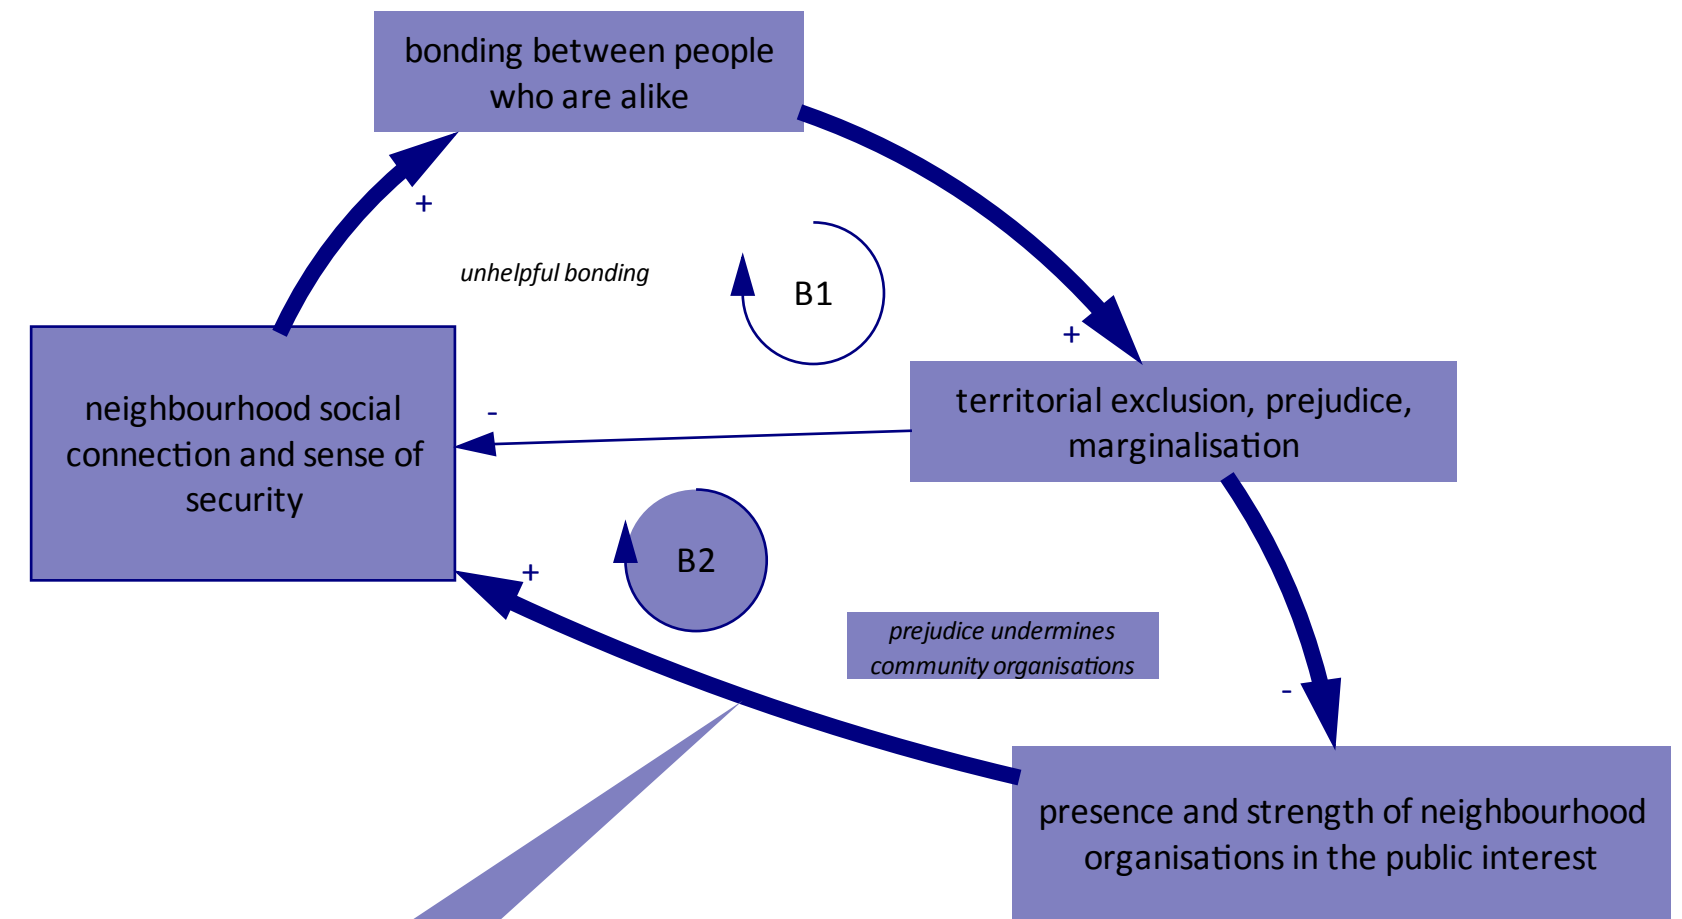 bonding between people
who are alike
+
unhelpful bonding
B1
+
neighbourhood social
connection and sense of
security
-
territorial exclusion, prejudice,
marginalisation
B2
+
prejudice undermines
community organisations
-
presence and strength of neighbourhood
organisations in the public interest